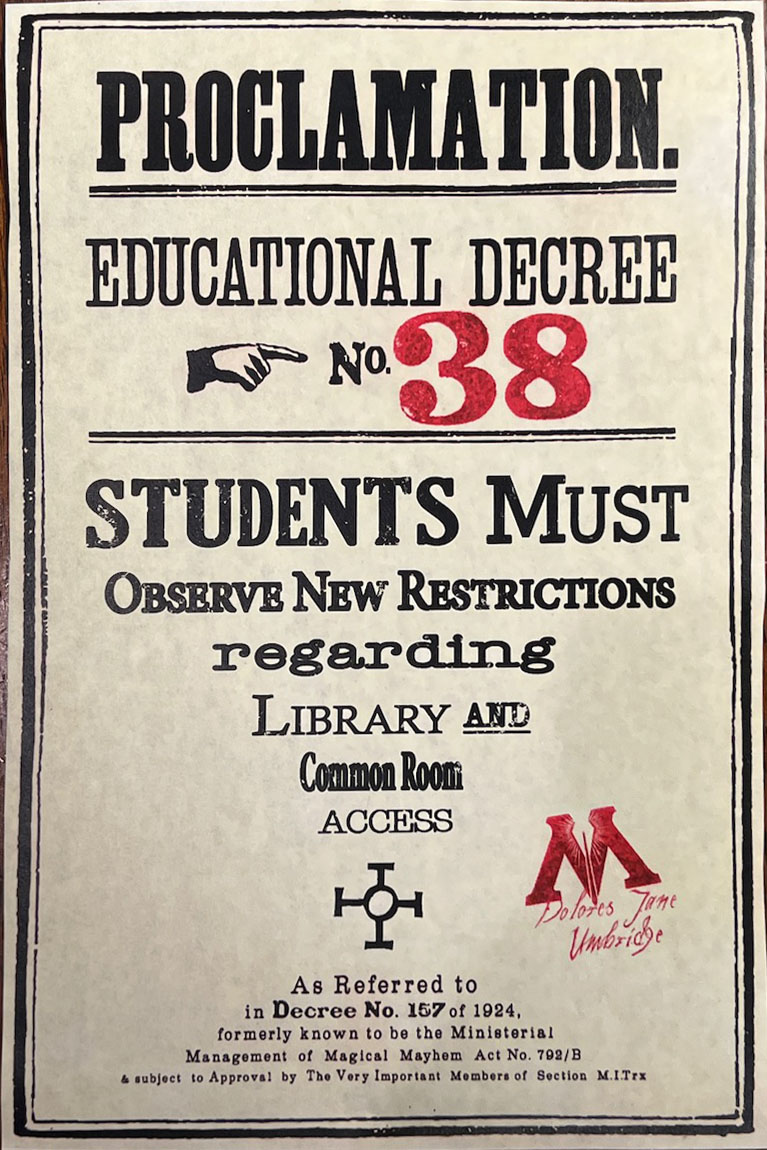 PROCLAMATION.
EDUCATIONAL DECREE
No. 38
STUDENTS MUST
OBSERVE NEW RESTRICTIONS
regarding
LIBRARY AND
Common Room
ACCESS
M
Dolores Jane
Umbridge
As Referred to
in Decree No. 157 of 1924,
formerly known to be the Ministerial
Management of Magical Mayhem Act No. 792/B
& subject to Approval by The Very Important Members of Section M.I.Trx